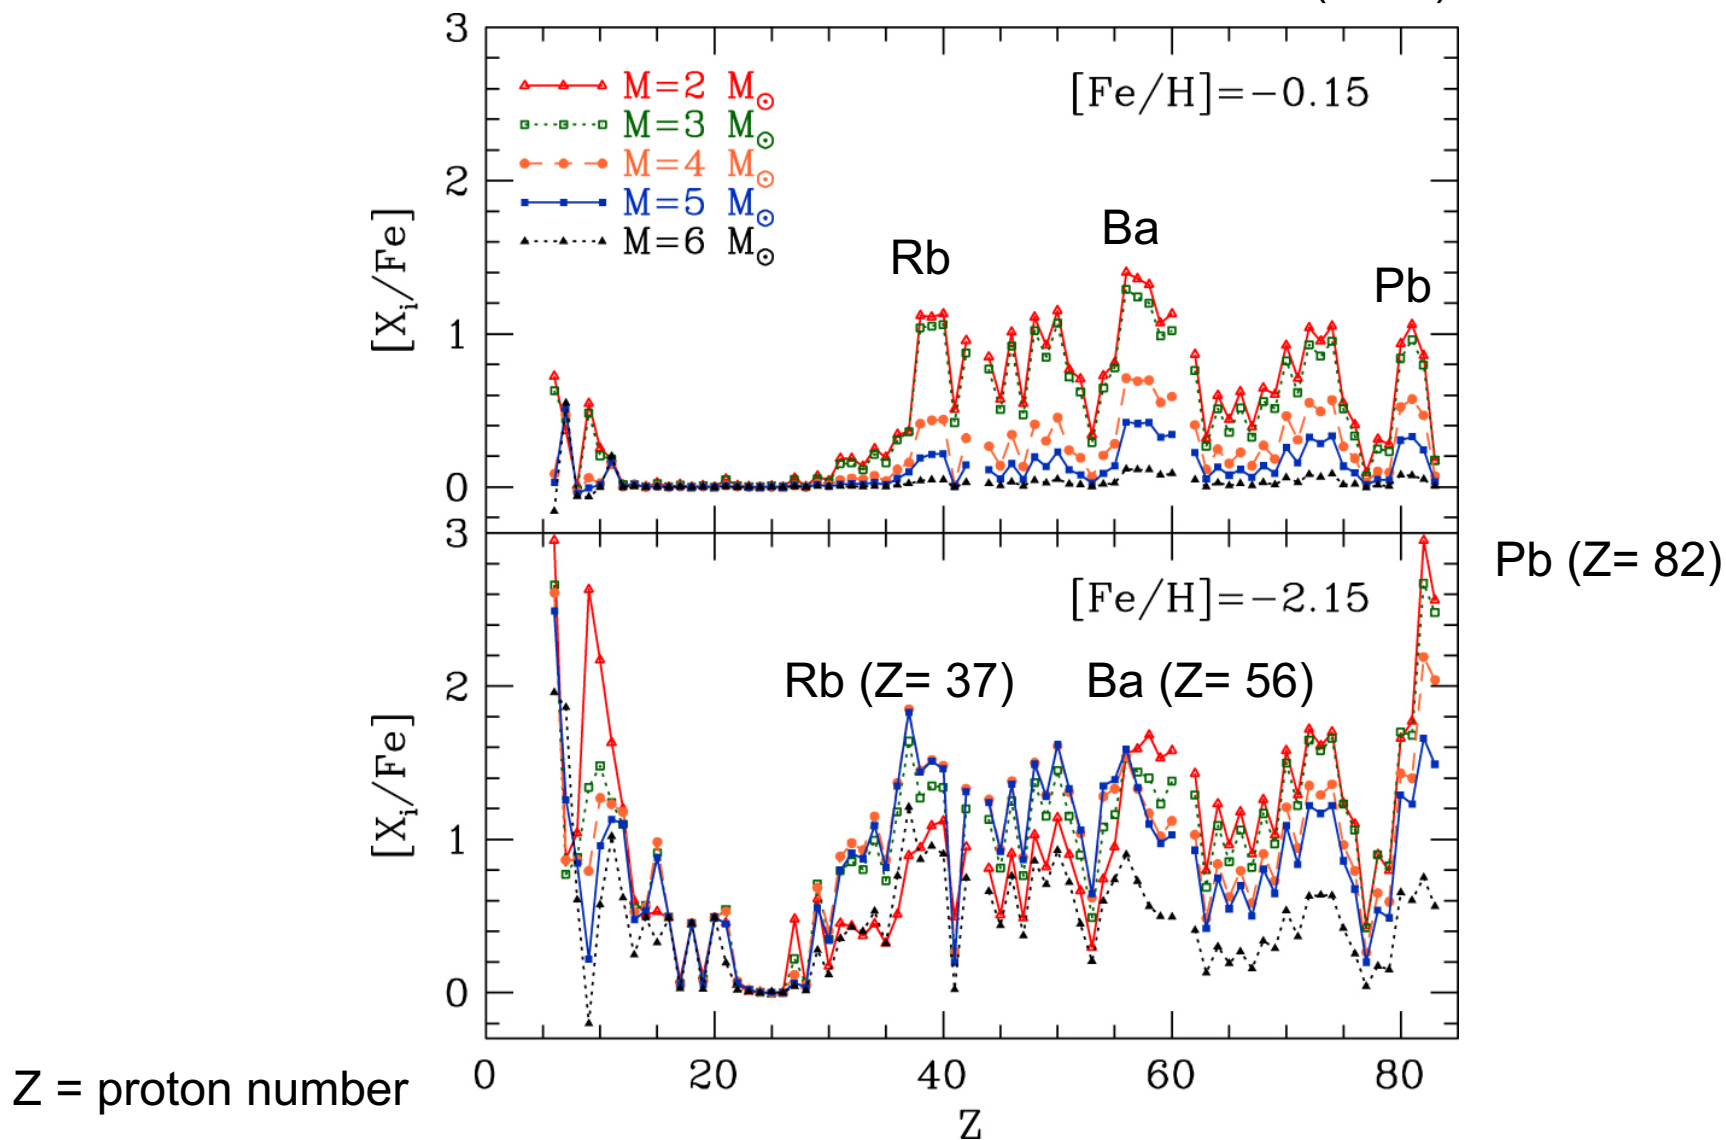 3
[Fe/H]=−0.15
M=2 M⊙
M=3 M⊙
M=4 M⊙
M=5 M⊙
M=6 M⊙
2
[Xi/Fe]
Rb
Ba
Pb
1
0
3
Pb (Z= 82)
[Fe/H]=−2.15
Rb (Z= 37)
Ba (Z= 56)
2
[Xi/Fe]
1
0
0 20 40 60 80
Z = proton number
Z